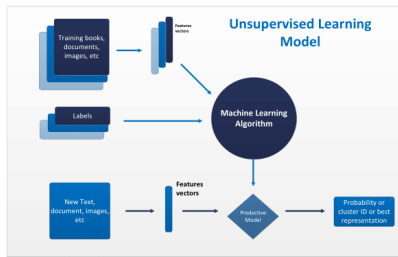 Unsupervised Learning
Model
Training books,
documents,
images, etc
Features
vectors
Labels
Machine Learning
Algorithm
New Text,
document, images,
etc
Features
vectors
Predective
Model
Probability or
cluster ID or best
representation